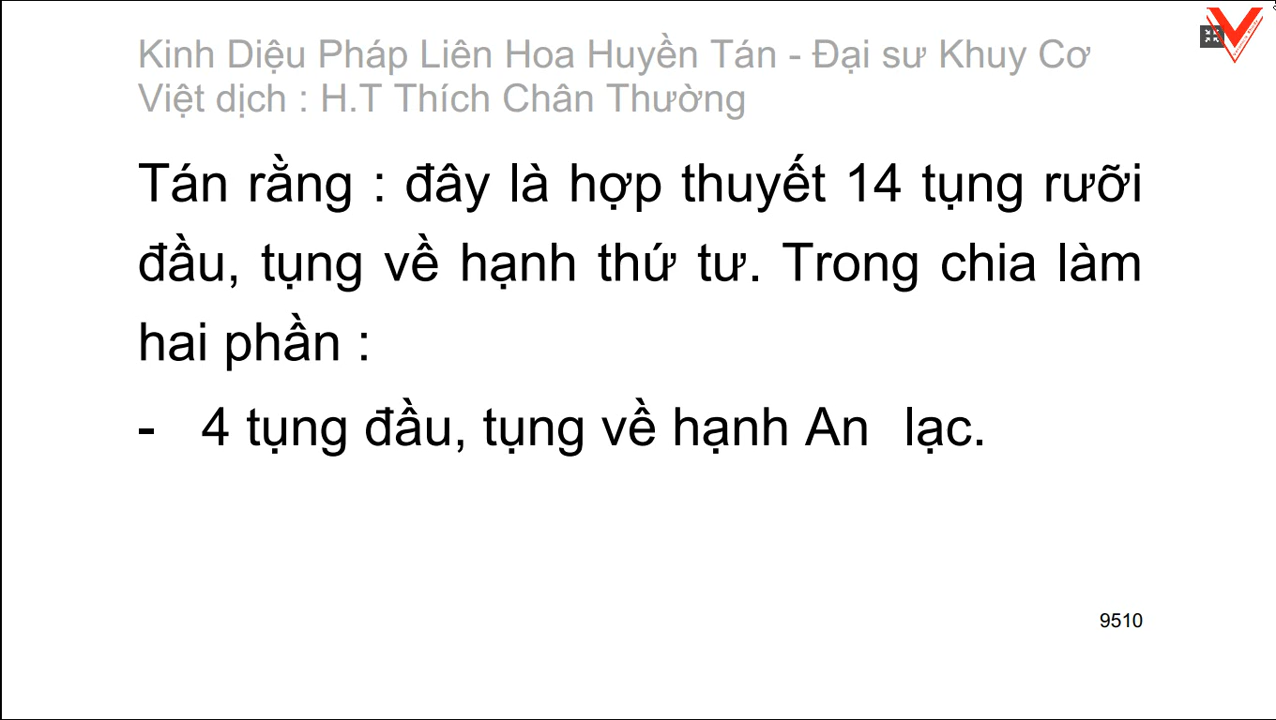 Kinh Diệu Pháp Liên Hoa Huyền Tán - Đại sư Khuy Cơ
Việt dịch : H.T Thích Chân Thường
Tán rằng : đây là hợp thuyết 14 tụng rưỡi
đầu, tụng về hạnh thứ tư. Trong chia làm
hai phần :
- 4 tụng đầu, tụng về hạnh An lạc.
9510